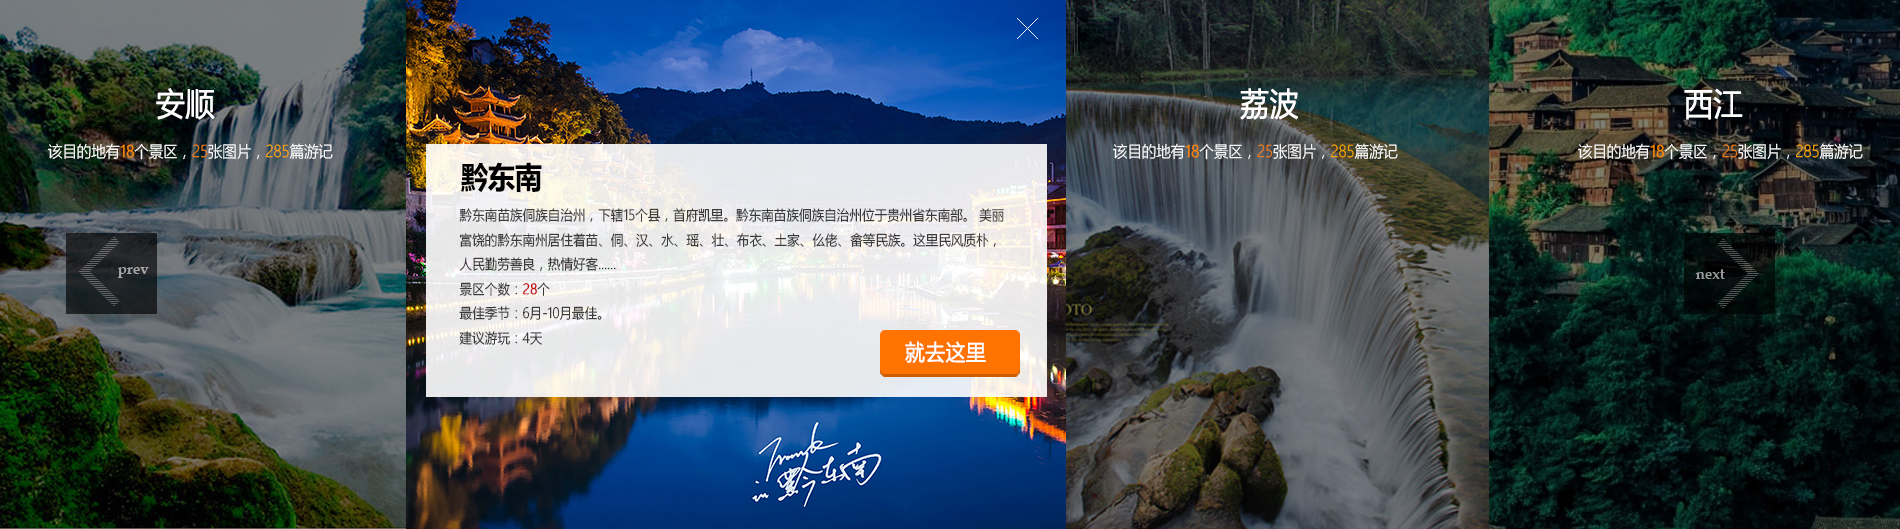 安顺
该目的地有18个景区，25张图片，285篇游记
prev
黔东南
黔东南苗族侗族自治州，下辖15个县，首府凯里。黔东南苗族侗族自治州位于贵州省东南部。 美丽
富饶的黔东南州居住着苗、侗、汉、水、瑶、壮、布衣、土家、仫佬、畲等民族。这里民风质朴，
人民勤劳善良，热情好客......
景区个数：28个
最佳季节：6月-10月最佳。
建议游玩：4天
就去这里
Travel
in 黔东南
荔波
该目的地有18个景区，25张图片，285篇游记
OTO
西江
该目的地有18个景区，25张图片，285篇游记
next